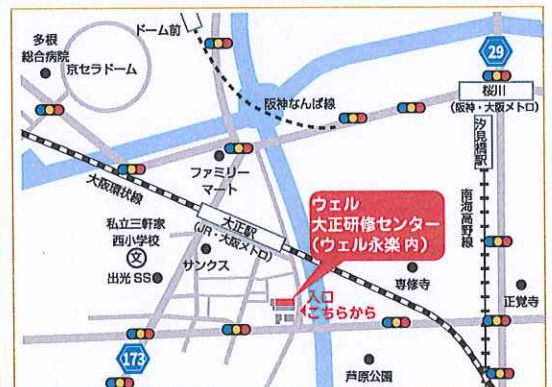 ドーム前
多根
総合病院
京セラドーム
29
桜川
(阪神・大阪メトロ)
阪神なんば線
汐見橋駅
ファミリー
マート
大阪環状線
大正駅
(JR・大阪メトロ)
ウェル
大正研修センター
(ウェル永楽内)
南海高野線
私立三軒家
西小学校
文
サンクス
出光SS
専修寺
正覚寺
入口
こちらから
173
芦原公園